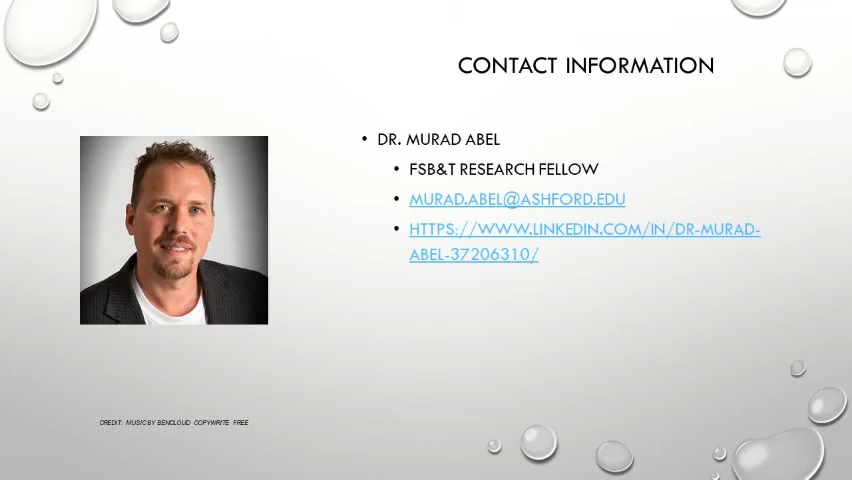 CONTACT INFORMATION
• DR. MURAD ABEL
• FSB&T RESEARCH FELLOW
• MURAD.ABEL@ASHFORD.EDU
• HTTPS://WWW.LINKEDIN.COM/IN/DR-MURAD-
ABEL-37206310/
CREDIT: MUSIC BY BENCLOUD COPYWRITE FREE